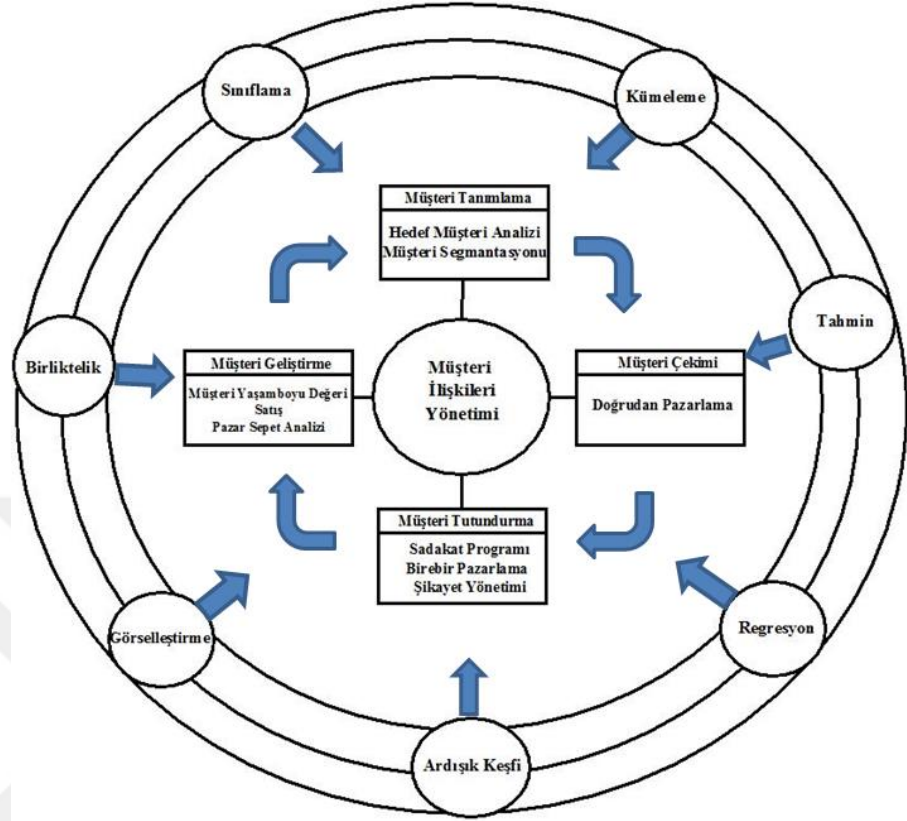 Sınıflama
Kümeleme
Müşteri Tanımlama
Hedef Müşteri Analizi
Müşteri Segmantasyonu
Tahmin
Birliktelik
Müşteri Geliştirme
Müşteri Yaşamboyu Değeri
Satış
Pazar Sepet Analizi
Müşteri
İlişkileri
Yönetimi
Müşteri Çekimi
Doğrudan Pazarlama
Müşteri Tutundurma
Sadakat Programı
Birebir Pazarlama
Şikayet Yönetimi
Görselleştirme
Regresyon
Ardışık Keşfi